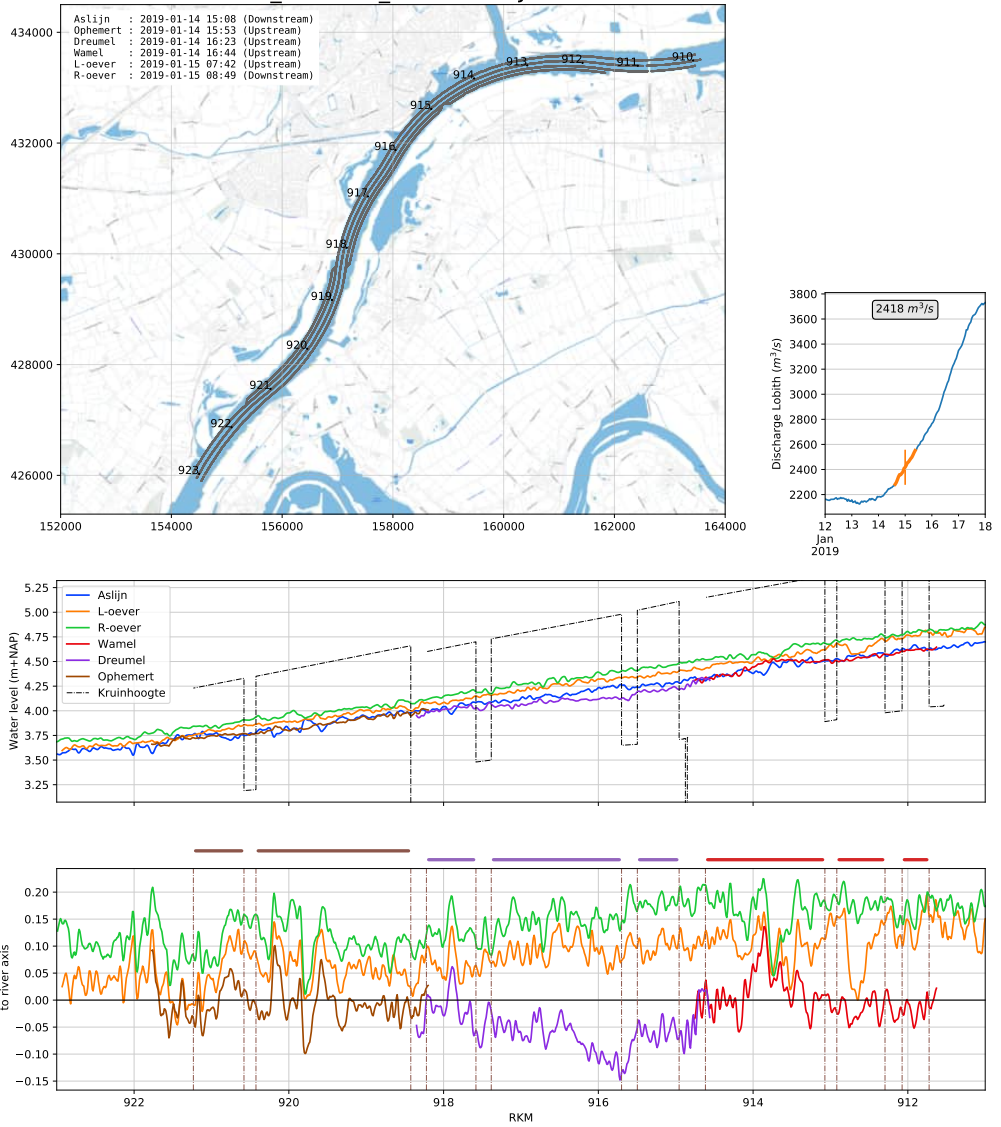 434000
432000
430000
428000
426000
152000 154000 156000 158000 160000 162000 164000
Aslijn : 2019-01-14 15:08 (Downstream)
Ophemert : 2019-01-14 15:53 (Upstream)
Dreumel : 2019-01-14 16:23 (Upstream)
Wamel : 2019-01-14 16:44 (Upstream)
L-oever : 2019-01-15 07:42 (Upstream)
R-oever : 2019-01-15 08:49 (Downstream)
910
911
912
913
914
915
916
917
918
919
920
921
922
923
Discharge Lobith (m³/s)
3800
3600
3400
3200
3000
2800
2600
2400
2200
2418 m³/s
12 13 14 15 16 17 18
Jan
2019
Water level (m+NAP)
5.25
5.00
4.75
4.50
4.25
4.00
3.75
3.50
3.25
Aslijn
L-oever
R-oever
Wamel
Dreumel
Ophemert
Kruinhoogte
to river axis
0.20
0.15
0.10
0.05
0.00
−0.05
−0.10
−0.15
922 920 918 916 914 912
RKM